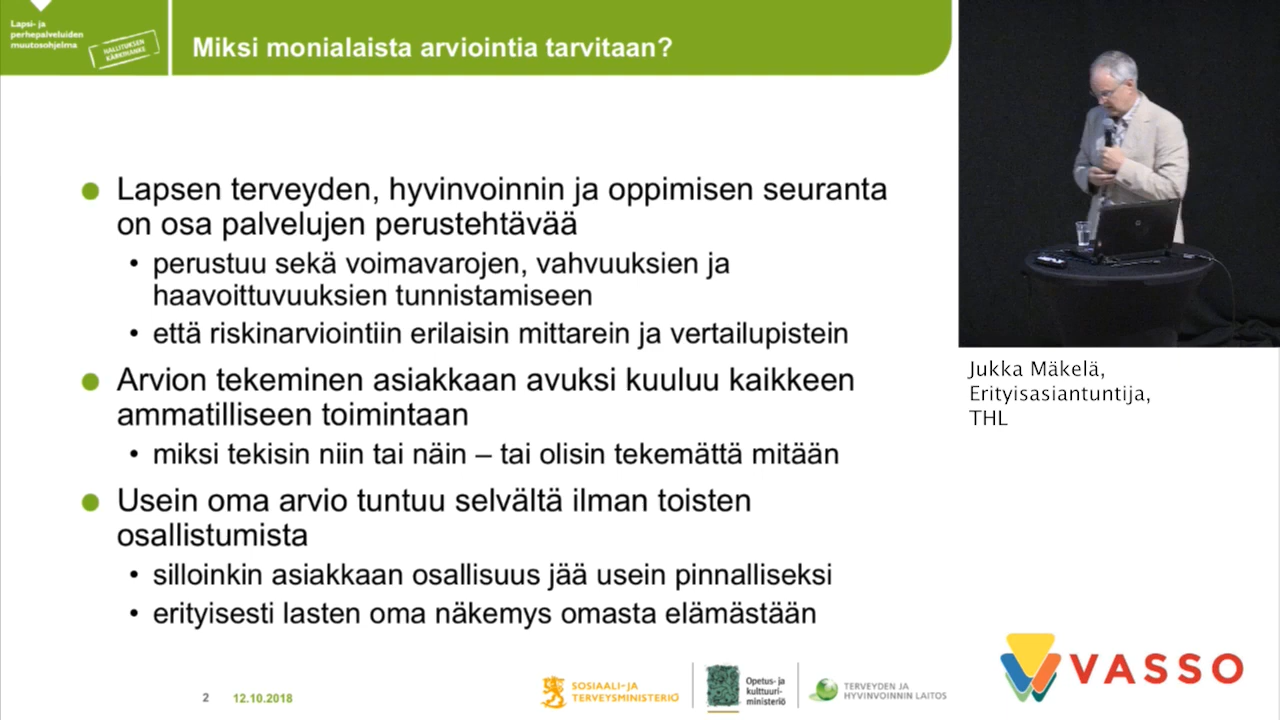 Lapsi- ja
perhepalveluiden
muutosohjelma
HALLITUKSEN
KÄRKIHANKE
Miksi monialaista arviointia tarvitaan?
Lapsen terveyden, hyvinvoinnin ja oppimisen seuranta
on osa palvelujen perustehtävää
perustuu sekä voimavarojen, vahvuuksien ja
haavoittuvuuksien tunnistamiseen
että riskinarviointiin erilaisin mittarein ja vertailupistein
Arvion tekeminen asiakkaan avuksi kuuluu kaikkeen
ammatilliseen toimintaan
miksi tekisin niin tai näin – tai olisin tekemättä mitään
Usein oma arvio tuntuu selvältä ilman toisten
osallistumista
silloinkin asiakkaan osallisuus jää usein pinnalliseksi
erityisesti lasten oma näkemys omasta elämästään
Jukka Mäkelä,
Erityisasiantuntija,
THL
2 12.10.2018
SOSIAALI- JA
TERVEYSMINISTERIÖ
Opetus- ja
kulttuuri-
ministeriö
TERVEYDEN JA
HYVINVOINNIN LAITOS
VASSO